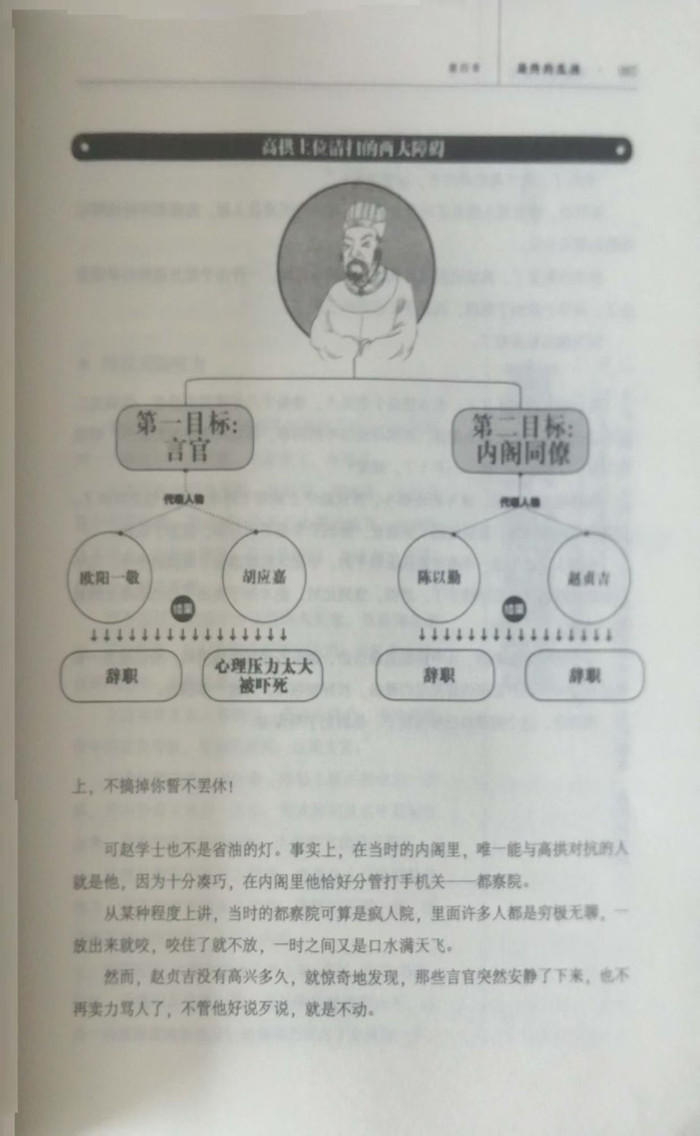 第四章
高拱上位清扫的两大障碍
第一目标：
言官
第二目标：
内阁同僚
代表人物
代表人物
欧阳一敬
胡应嘉
陈以勤
赵贞吉
结果
结果
辞职
心理压力太大
被吓死
辞职
辞职
上，不搞掉你誓不罢休！
可赵学士也不是省油的灯。事实上，在当时的内阁里，唯一能与高拱对抗的人
就是他，因为十分凑巧，在内阁里他恰好分管打手机关——都察院。
从某种程度上讲，当时的都察院可算是疯人院，里面许多人都是穷极无聊，一
放出来就咬，咬住了就不放，一时之间又是口水满天飞。
然而，赵贞吉没有高兴多久，就惊奇地发现，那些言官突然安静了下来，也不
再卖力骂人了，不管他好说歹说，就是不动。